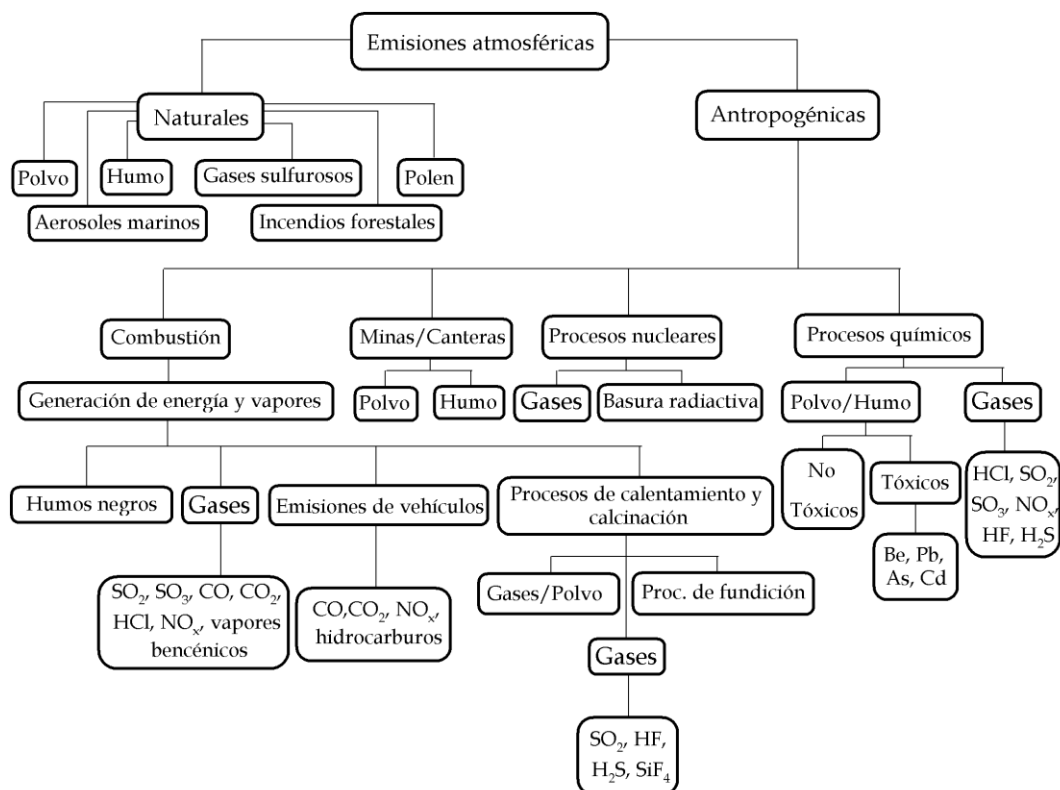 Emisiones atmosféricas
Naturales
Antropogénicas
Polvo
Humo
Gases sulfurosos
Polen
Aerosoles marinos
Incendios forestales
Combustión
Minas/Canteras
Procesos nucleares
Procesos químicos
Generación de energía y vapores
Polvo
Humo
Gases
Basura radiactiva
Polvo/Humo
Gases
Humos negros
Gases
Emisiones de vehículos
Procesos de calentamiento y
calcinación
No
Tóxicos
Tóxicos
HCl, SO₂,
SO₃, NOₓ,
HF, H₂S
Be, Pb,
As, Cd
SO₂, SO₃, CO, CO₂,
HCl, NOₓ, vapores
bencénicos
CO,CO₂, NOₓ,
hidrocarburos
Gases/Polvo
Proc. de fundición
Gases
SO₂, HF,
H₂S, SiF₄